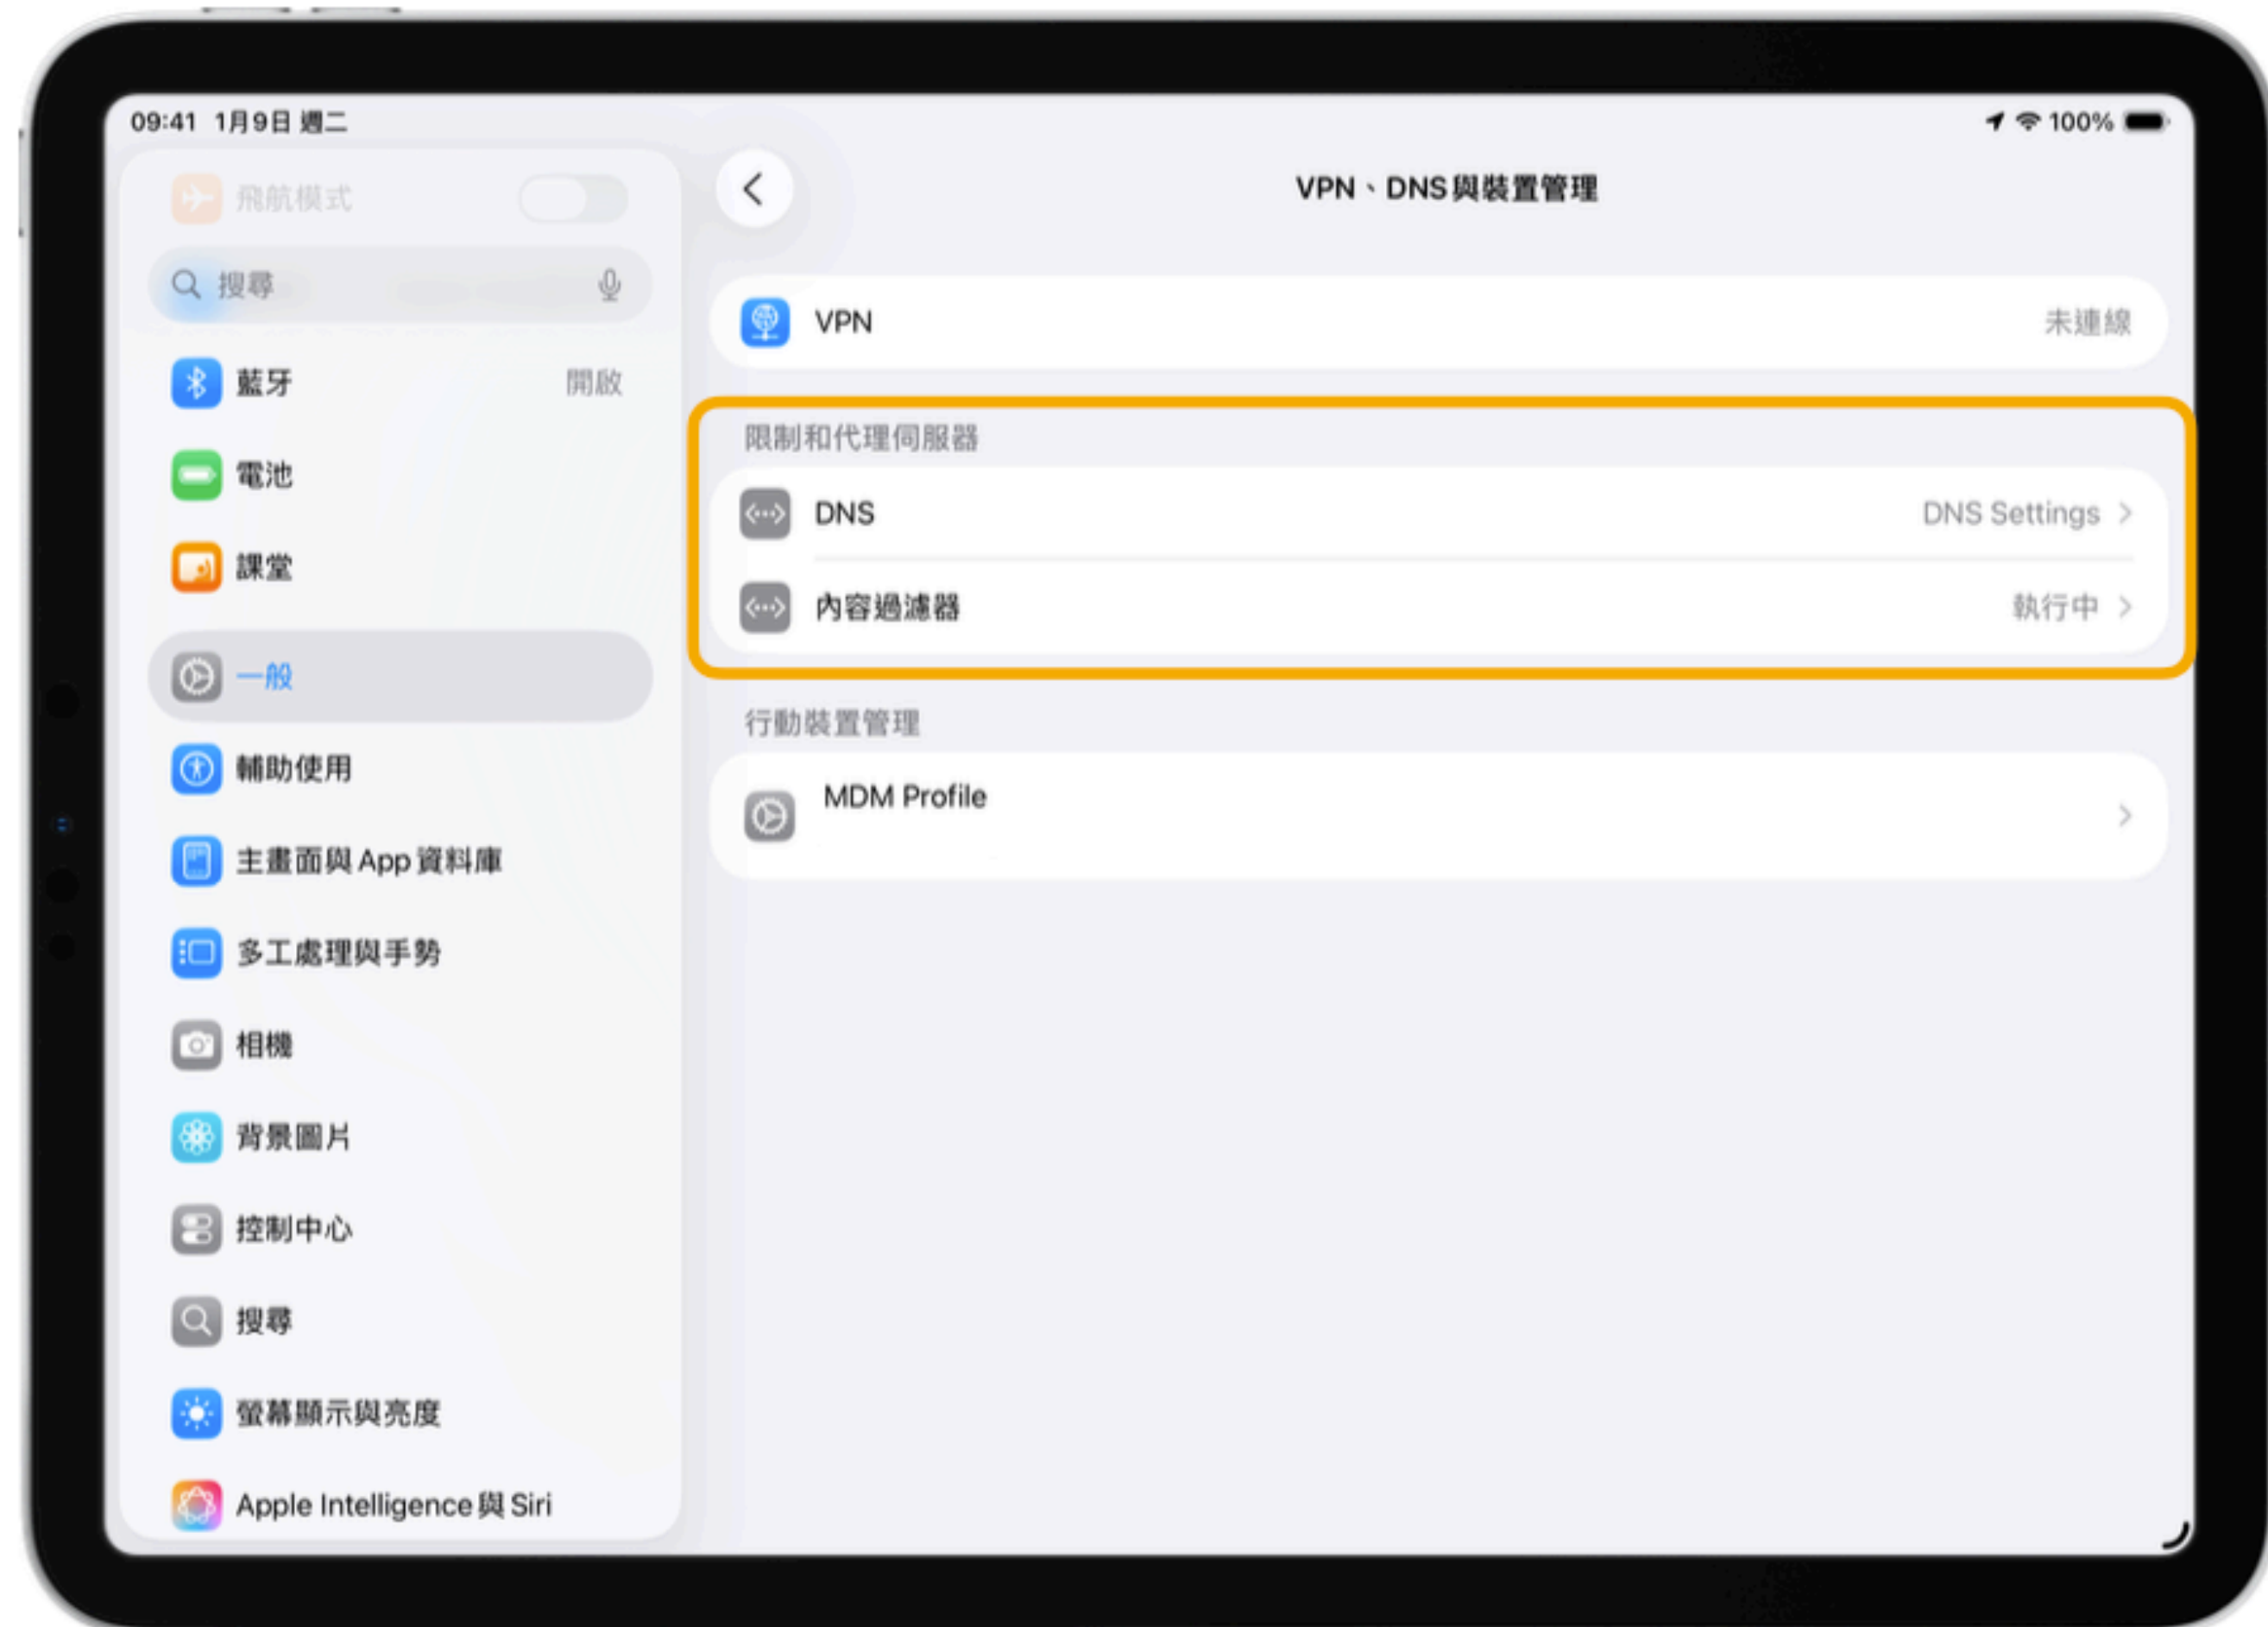 09:41 1月9日 週二
100%
飛航模式
搜尋
藍牙 開啟
電池
課堂
一般
輔助使用
主畫面與 App 資料庫
多工處理與手勢
相機
背景圖片
控制中心
搜尋
螢幕顯示與亮度
Apple Intelligence 與 Siri
VPN、DNS與裝置管理
VPN 未連線
限制和代理伺服器
DNS DNS Settings
內容過濾器 執行中
行動裝置管理
MDM Profile